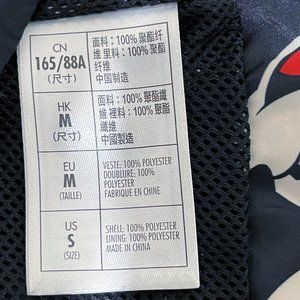 CN
165/88A
(尺寸)
面料：100% 聚酯纤
维 里料：100% 聚酯
纤维
中国制造
HK
M
(尺寸)
面料：100% 聚酯纖
維 裡料：100% 聚酯
纖維
中國製造
EU
M
(TAILLE)
VESTE: 100% POLYESTER
DOUBLURE: 100%
POLYESTER
FABRIQUE EN CHINE
US
S
(SIZE)
SHELL: 100% POLYESTER
LINING: 100% POLYESTER
MADE IN CHINA